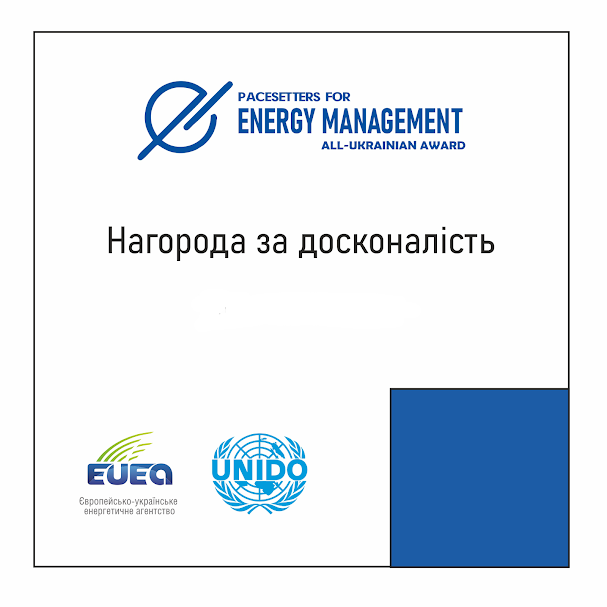 PACESETTERS FOR
ENERGY MANAGEMENT
ALL-UKRAINIAN AWARD
Нагорода за досконалість
EUEA
Європейсько-українське
енергетичне агентство
UNIDO